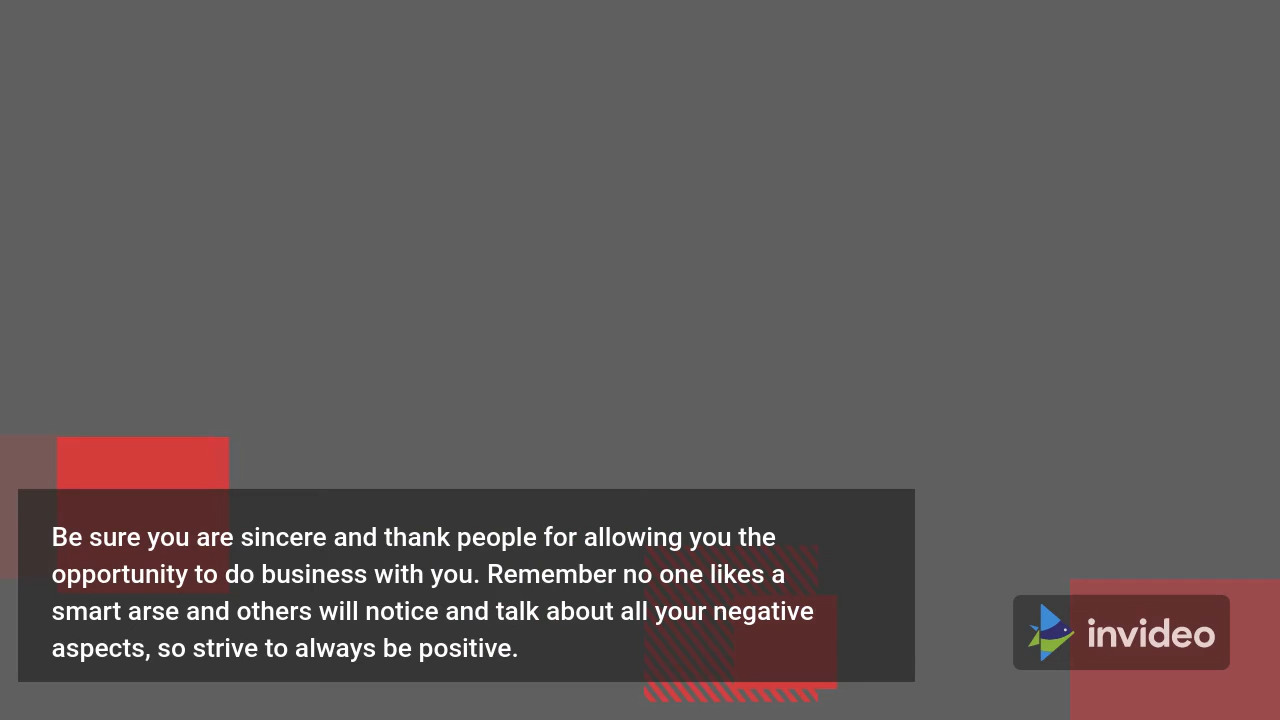 Be sure you are sincere and thank people for allowing you the
opportunity to do business with you. Remember no one likes a
smart arse and others will notice and talk about all your negative
aspects, so strive to always be positive.
invideo